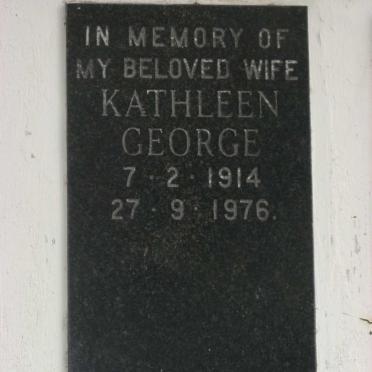 IN MEMORY OF
MY BELOVED WIFE
KATHLEEN
GEORGE
7 · 2 · 1914
27 · 9 · 1976.